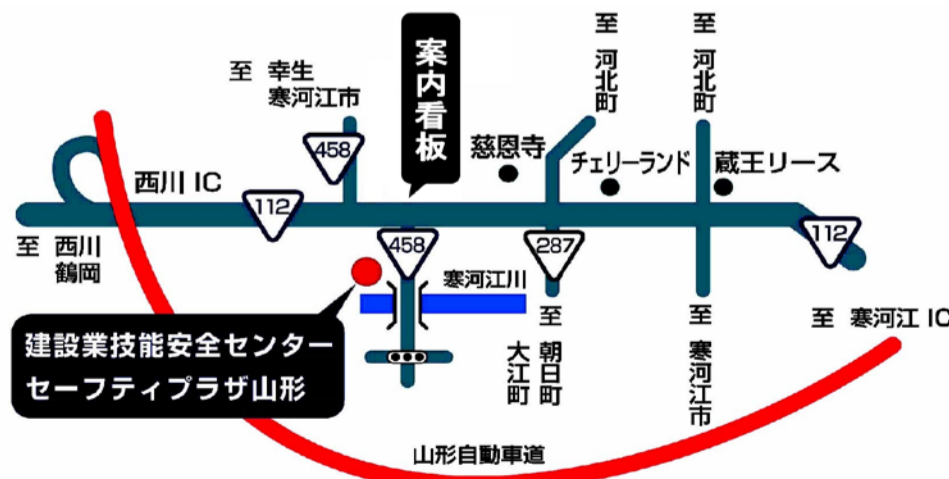 至 幸生
寒河江市
案内看板
至 河北町
至 河北町
458
慈恩寺
チェリーランド
蔵王リース
西川 IC
112
至 西川
鶴岡
458
寒河江川
287
112
建設業技能安全センター
セーフティプラザ山形
至 朝日町
大江町
至 寒河江市
至 寒河江 IC
山形自動車道